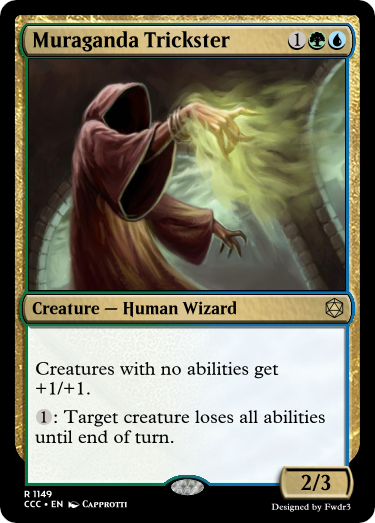 Muraganda Trickster 1
Creature — Human Wizard
Creatures with no abilities get
+1/+1.
1: Target creature loses all abilities
until end of turn.
2/3
R 1149
CCC • EN Capprotti
Designed by Fwdr3